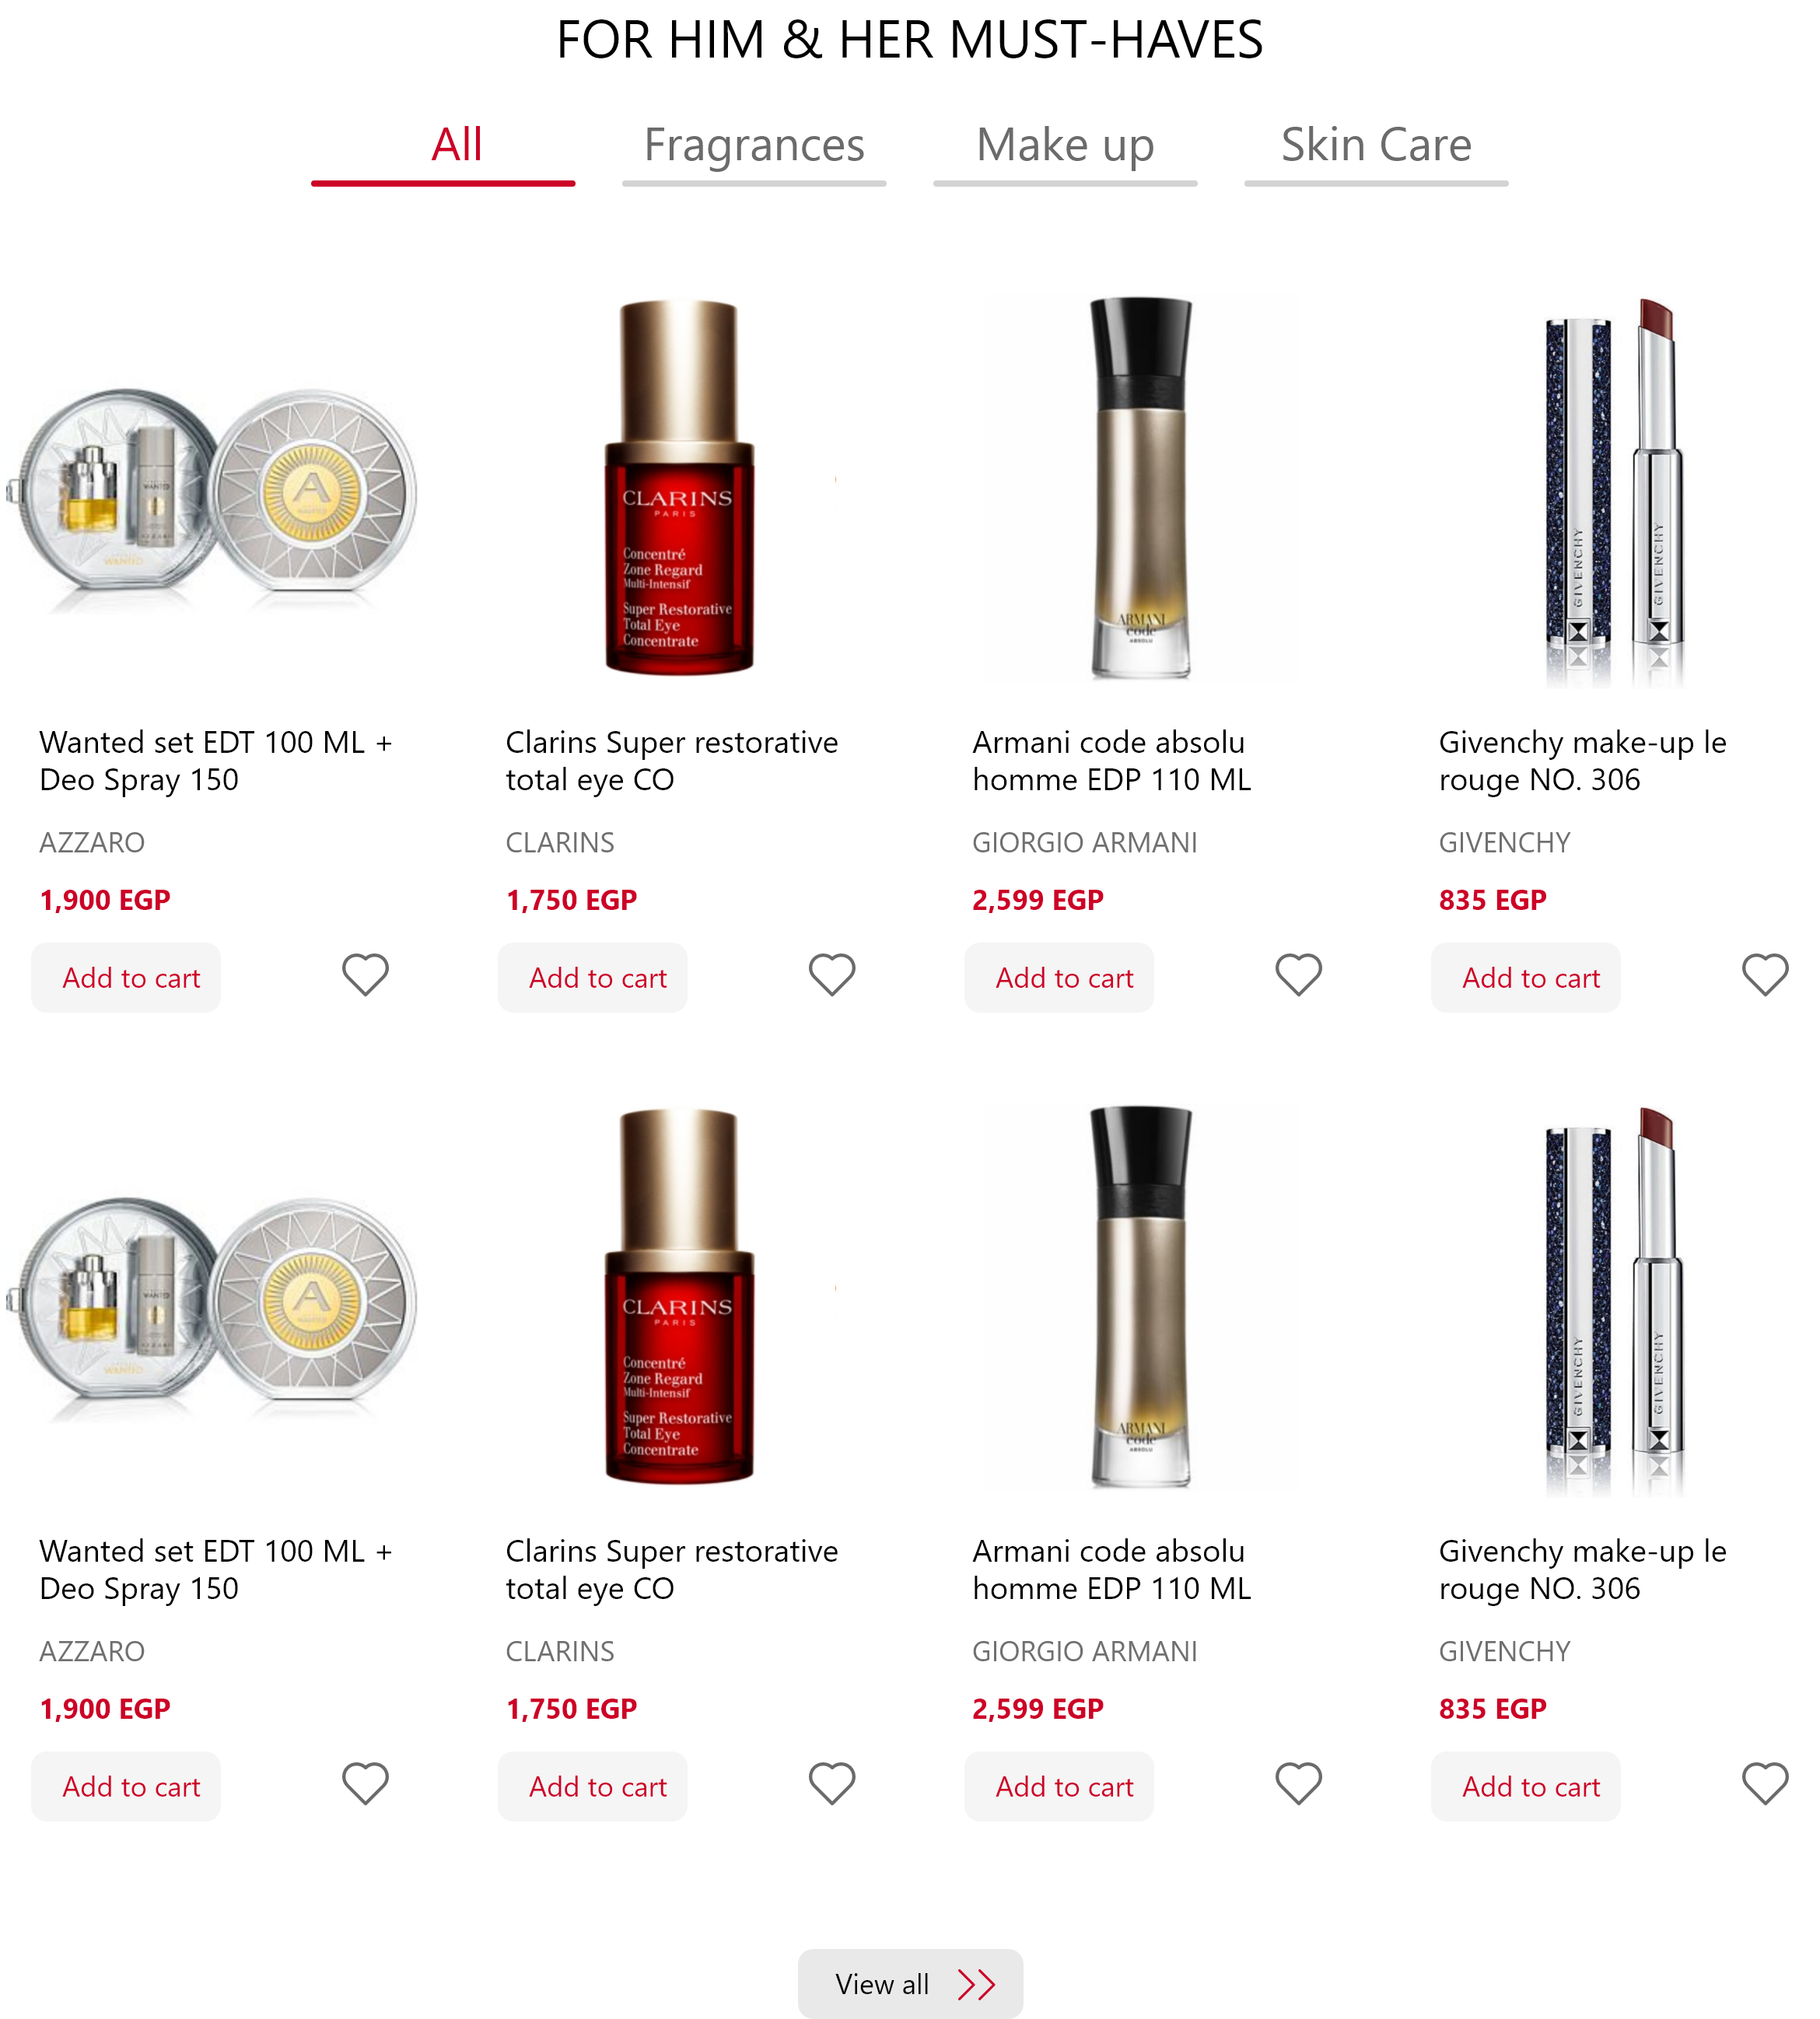 FOR HIM & HER MUST-HAVES
All
Fragrances
Make up
Skin Care
WANTED
A
WANTED
CLARINS
PARIS
Concentré
Zone Regard
Multi-Intensif
Super Restorative
Total Eye
Concentrate
ARMANI
code
ABSOLU
GIVENCHY
GIVENCHY
Wanted set EDT 100 ML +
Deo Spray 150
AZZARO
1,900 EGP
Add to cart
Clarins Super restorative
total eye CO
CLARINS
1,750 EGP
Add to cart
Armani code absolu
homme EDP 110 ML
GIORGIO ARMANI
2,599 EGP
Add to cart
Givenchy make-up le
rouge NO. 306
GIVENCHY
835 EGP
Add to cart
WANTED
A
WANTED
CLARINS
PARIS
Concentré
Zone Regard
Multi-Intensif
Super Restorative
Total Eye
Concentrate
ARMANI
code
ABSOLU
GIVENCHY
GIVENCHY
Wanted set EDT 100 ML +
Deo Spray 150
AZZARO
1,900 EGP
Add to cart
Clarins Super restorative
total eye CO
CLARINS
1,750 EGP
Add to cart
Armani code absolu
homme EDP 110 ML
GIORGIO ARMANI
2,599 EGP
Add to cart
Givenchy make-up le
rouge NO. 306
GIVENCHY
835 EGP
Add to cart
View all